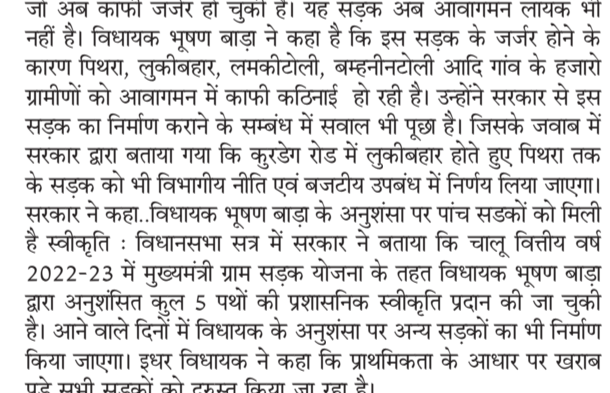 जो अब काफी जर्जर हो चुकी है। यह सड़क अब आवागमन लायक भी
नहीं है। विधायक भूषण बाड़ा ने कहा है कि इस सड़क के जर्जर होने के
कारण पिथरा, लुकीबहार, लमकीटोली, बम्हनीनटोली आदि गांव के हजारो
ग्रामीणों को आवागमन में काफी कठिनाई हो रही है। उन्होंने सरकार से इस
सड़क का निर्माण कराने के सम्बंध में सवाल भी पूछा है। जिसके जवाब में
सरकार द्वारा बताया गया कि कुरडेग रोड में लुकीबहार होते हुए पिथरा तक
के सड़क को भी विभागीय नीति एवं बजटीय उपबंध में निर्णय लिया जाएगा।
सरकार ने कहा..विधायक भूषण बाड़ा के अनुशंसा पर पांच सडकों को मिली
है स्वीकृति : विधानसभा सत्र में सरकार ने बताया कि चालू वित्तीय वर्ष
2022-23 में मुख्यमंत्री ग्राम सड़क योजना के तहत विधायक भूषण बाड़ा
द्वारा अनुशंसित कुल 5 पथों की प्रशासनिक स्वीकृति प्रदान की जा चुकी
है। आने वाले दिनों में विधायक के अनुशंसा पर अन्य सड़कों का भी निर्माण
किया जाएगा। इधर विधायक ने कहा कि प्राथमिकता के आधार पर खराब
पड़े सभी सड़कों को दुरुस्त किया जा रहा है।